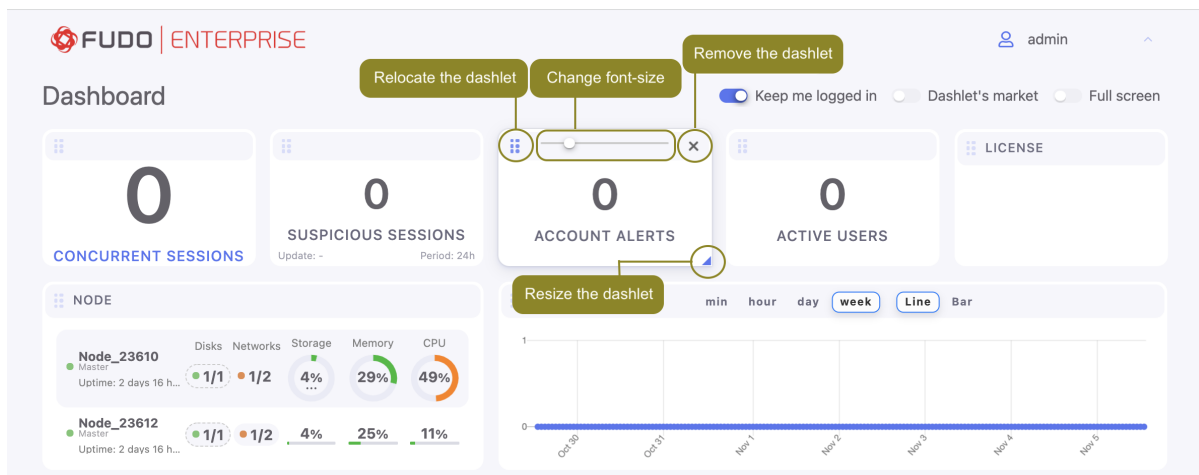 FUDO ENTERPRISE
admin
Remove the dashlet
Relocate the dashlet
Change font-size
Dashboard
Keep me logged in
Dashlet's market
Full screen
0
CONCURRENT SESSIONS
0
SUSPICIOUS SESSIONS
Update: -
Period: 24h
0
ACCOUNT ALERTS
0
ACTIVE USERS
LICENSE
Resize the dashlet
NODE
Disks Networks Storage Memory CPU
Node_23610
Master
Uptime: 2 days 16 h...
1/1
1/2
4%
...
29%
49%
Node_23612
Master
Uptime: 2 days 16 h...
1/1
1/2
4%
25%
11%
min hour day week Line Bar
1
0
Oct 30
Oct 31
Nov 1
Nov 2
Nov 3
Nov 4
Nov 5